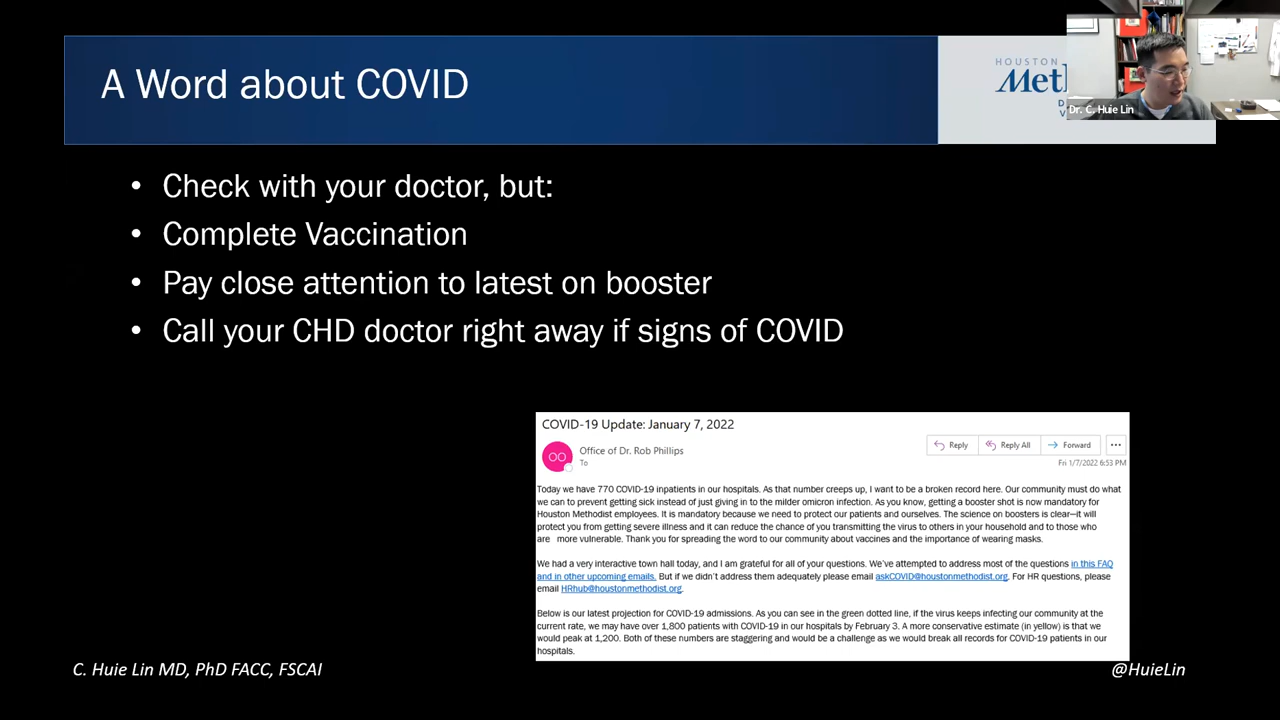 A Word about COVID
HOUSTON
Met
D
V
Dr. C. Huie Lin
• Check with your doctor, but:
• Complete Vaccination
• Pay close attention to latest on booster
• Call your CHD doctor right away if signs of COVID
COVID-19 Update: January 7, 2022
OO
Office of Dr. Rob Phillips
To
Reply
Reply All
Forward
...
Fri 1/7/2022 6:53 PM
Today we have 770 COVID-19 inpatients in our hospitals. As that number creeps up, I want to be a broken record here. Our community must do what
we can to prevent getting sick instead of just giving in to the milder omicron infection. As you know, getting a booster shot is now mandatory for
Houston Methodist employees. It is mandatory because we need to protect our patients and ourselves. The science on boosters is clear—it will
protect you from getting severe illness and it can reduce the chance of you transmitting the virus to others in your household and to those who
are more vulnerable. Thank you for spreading the word to our community about vaccines and the importance of wearing masks.
We had a very interactive town hall today, and I am grateful for all of your questions. We've attempted to address most of the questions in this FAQ
and in other upcoming emails. But if we didn't address them adequately please email askCOVID@houstonmethodist.org. For HR questions, please
email HRhub@houstonmethodist.org.
Below is our latest projection for COVID-19 admissions. As you can see in the green dotted line, if the virus keeps infecting our community at the
current rate, we may have over 1,800 patients with COVID-19 in our hospitals by February 3. A more conservative estimate (in yellow) is that we
would peak at 1,200. Both of these numbers are staggering and would be a challenge as we would break all records for COVID-19 patients in our
hospitals.
C. Huie Lin MD, PhD FACC, FSCAI
@HuieLin